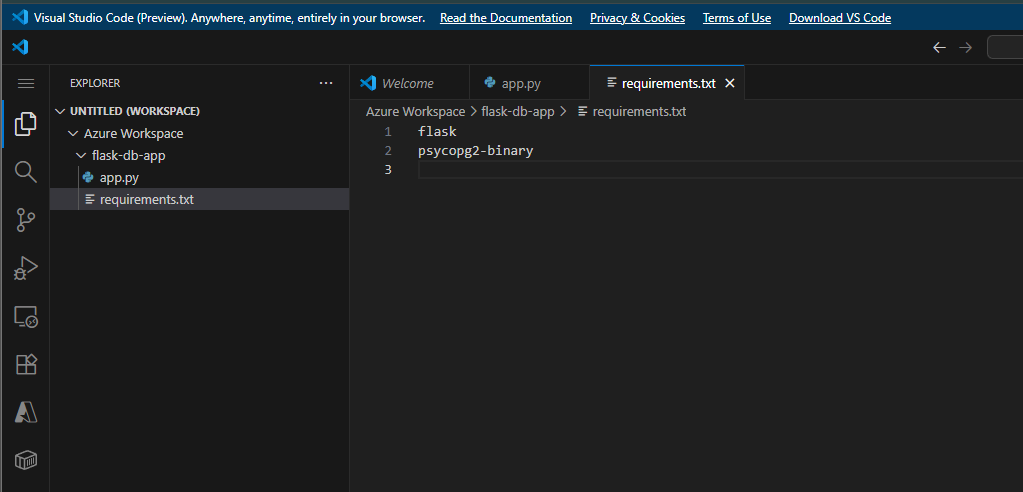 Visual Studio Code (Preview). Anywhere, anytime, entirely in your browser. Read the Documentation Privacy & Cookies Terms of Use Download VS Code
EXPLORER
UNTITLED (WORKSPACE)
Azure Workspace
flask-db-app
app.py
requirements.txt
Welcome app.py requirements.txt
Azure Workspace > flask-db-app > requirements.txt
1 flask
2 psycopg2-binary
3